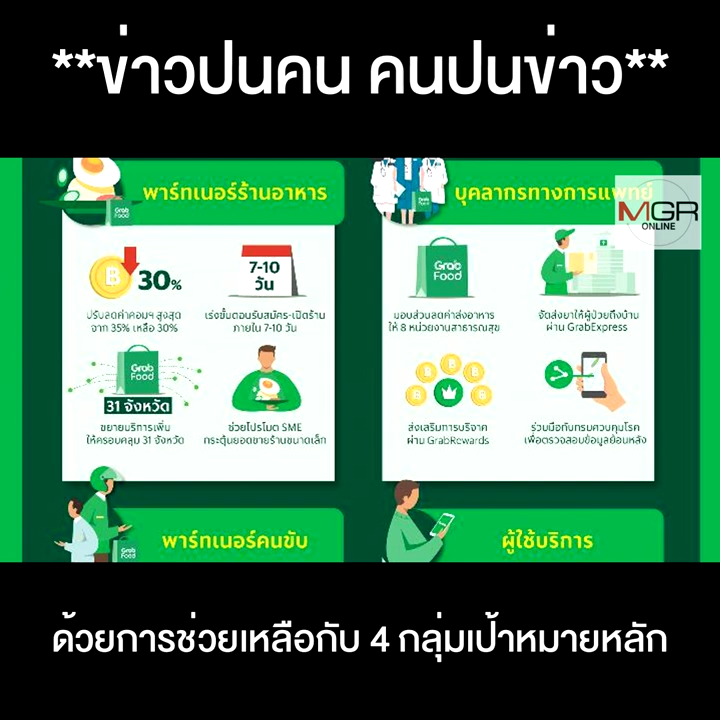 **ข่าวปนคน คนปนข่าว**
พาร์ทเนอร์ร้านอาหาร
บุคลากรทางการแพทย์
MGR
ONLINE
Grab
Food
฿ 30%
ปรับลดค่าคอมฯ สูงสุด
จาก 35% เหลือ 30%
7-10
วัน
เร่งขั้นตอนรับสมัคร-เปิดร้าน
ภายใน 7-10 วัน
Grab
Food
มอบส่วนลดค่าส่งอาหาร
ให้ 8 หน่วยงานสาธารณสุข
จัดส่งยาให้ผู้ป่วยถึงบ้าน
ผ่าน GrabExpress
Grab
Food
31 จังหวัด
ขยายบริการเพิ่ม
ให้ครอบคลุม 31 จังหวัด
ช่วยโปรโมต SME
กระตุ้นยอดขายร้านขนาดเล็ก
ส่งเสริมการบริจาค
ผ่าน GrabRewards
ร่วมมือกับกรมควบคุมโรค
เพื่อตรวจสอบข้อมูลย้อนหลัง
Grab
Food
พาร์ทเนอร์คนขับ
ผู้ใช้บริการ
ด้วยการช่วยเหลือกับ 4 กลุ่มเป้าหมายหลัก